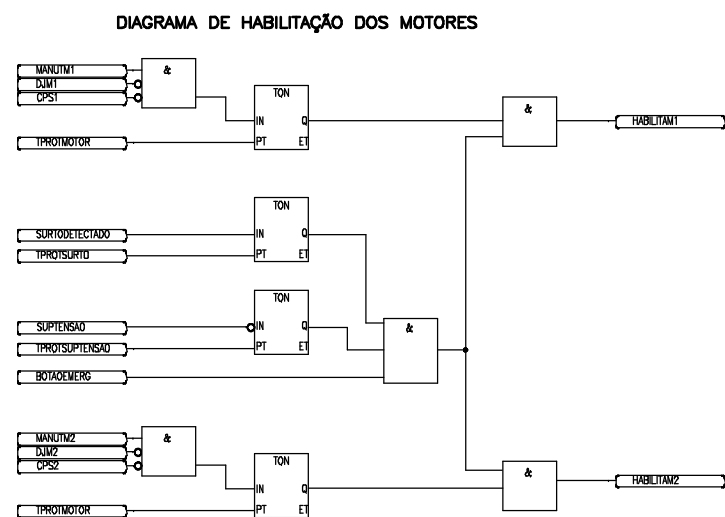 DIAGRAMA DE HABILITAÇÃO DOS MOTORES
MANUTM1
DJM1
CPS1
&
TON
IN
Q
PT
ET
TPROTMOTOR
&
HABILITAM1
SURTODETECTADO
TPROTSURTO
TON
IN
Q
PT
ET
SUPTENSAO
TPROTSUPTENSAO
TON
IN
Q
PT
ET
BOTAOEMERG
&
MANUTM2
DJM2
CPS2
&
TON
IN
Q
PT
ET
TPROTMOTOR
&
HABILITAM2